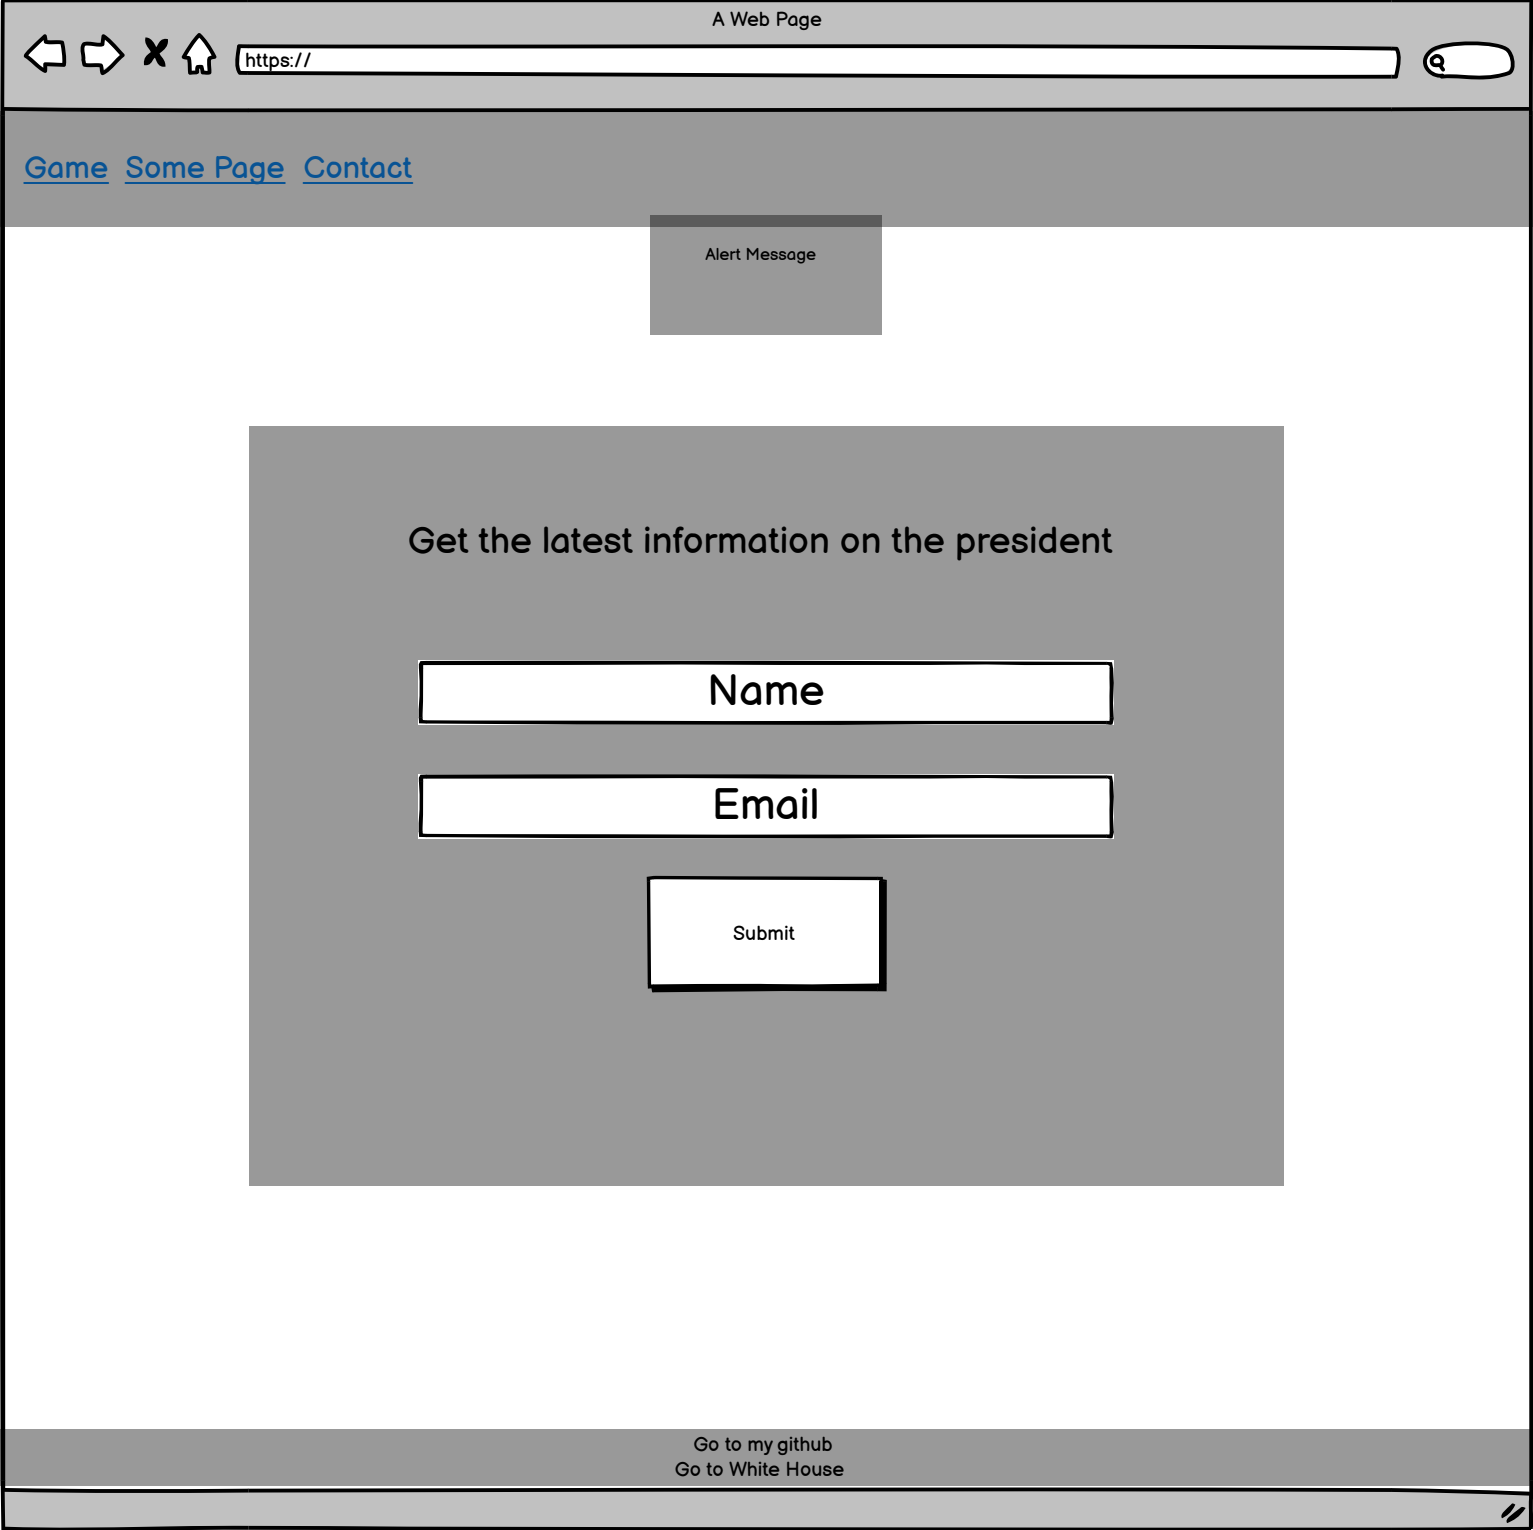 A Web Page
https://
Game Some Page Contact
Alert Message
Get the latest information on the president
Name
Email
Submit
Go to my github
Go to White House